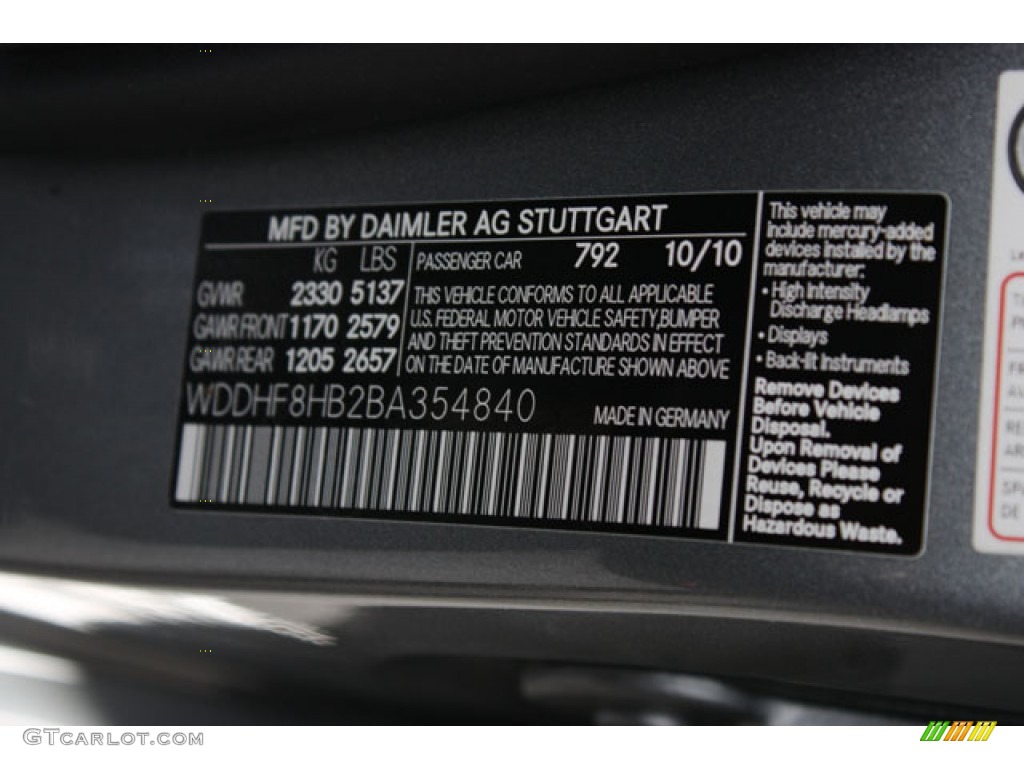 MFD BY DAIMLER AG STUTTGART
KG LBS
GVWR 2330 5137
GAWR FRONT 1170 2579
GAWR REAR 1205 2657
PASSENGER CAR 792 10/10
THIS VEHICLE CONFORMS TO ALL APPLICABLE
U.S. FEDERAL MOTOR VEHICLE SAFETY,BUMPER
AND THEFT PREVENTION STANDARDS IN EFFECT
ON THE DATE OF MANUFACTURE SHOWN ABOVE
WDDHF8HB2BA354840
MADE IN GERMANY
This vehicle may
include mercury-added
devices installed by the
manufacturer:
• High Intensity
Discharge Headlamps
• Displays
• Back-lit Instruments
Remove Devices
Before Vehicle
Disposal.
Upon Removal of
Devices Please
Reuse, Recycle or
Dispose as
Hazardous Waste.
GTcarlot.com